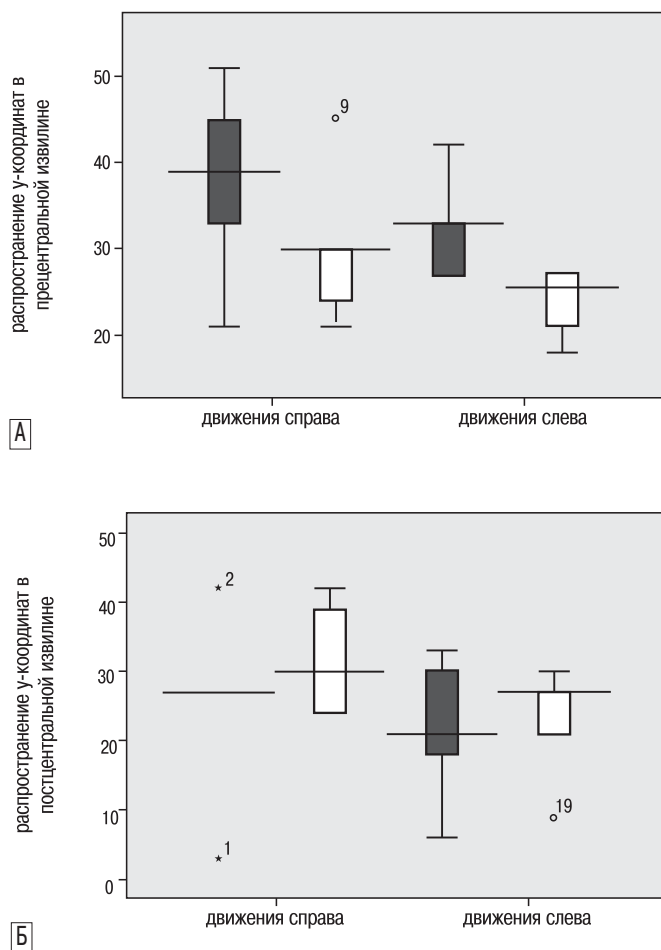 распространение y-координат в
прецентральной извилине
50
40
30
20
9
движения справа
движения слева
А
распространение y-координат в
постцентральной извилине
50
40
30
20
10
0
2
1
19
движения справа
движения слева
Б